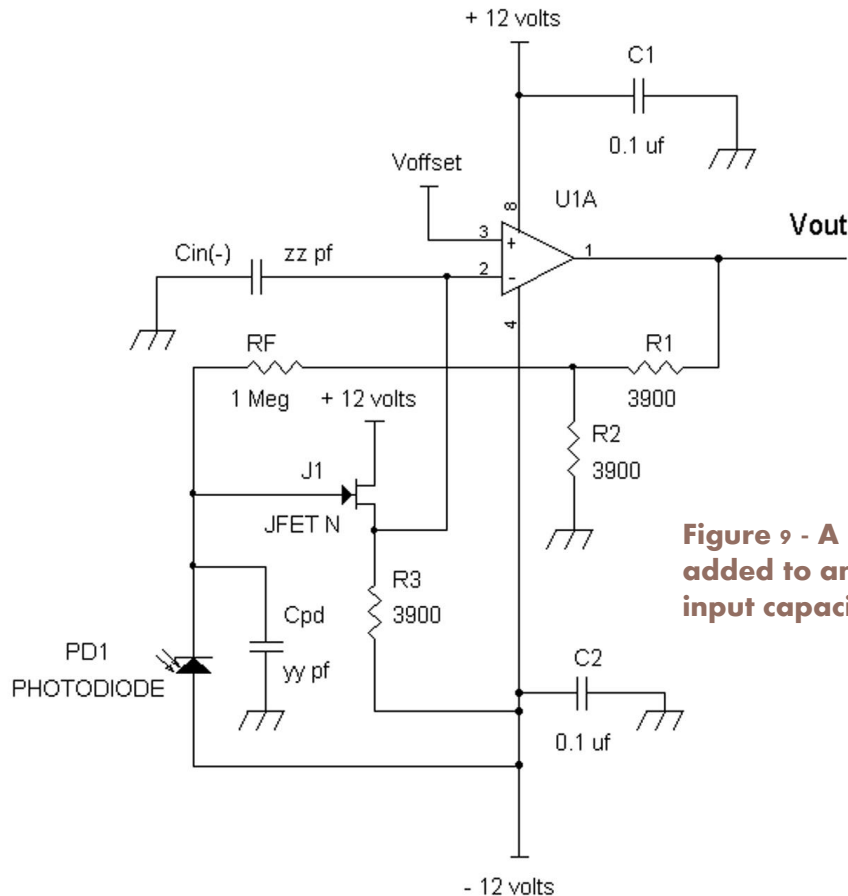 + 12 volts
C1
0.1 uf
Voffset
U1A
8
Vout
3
+
1
Cin(-)
zz pf
2
-
4
RF
R1
1 Meg
+ 12 volts
3900
R2
3900
J1
JFET N
Figure 9 - A
added to an
input capaci
R3
3900
Cpd
yy pf
PD1
PHOTODIODE
C2
0.1 uf
- 12 volts